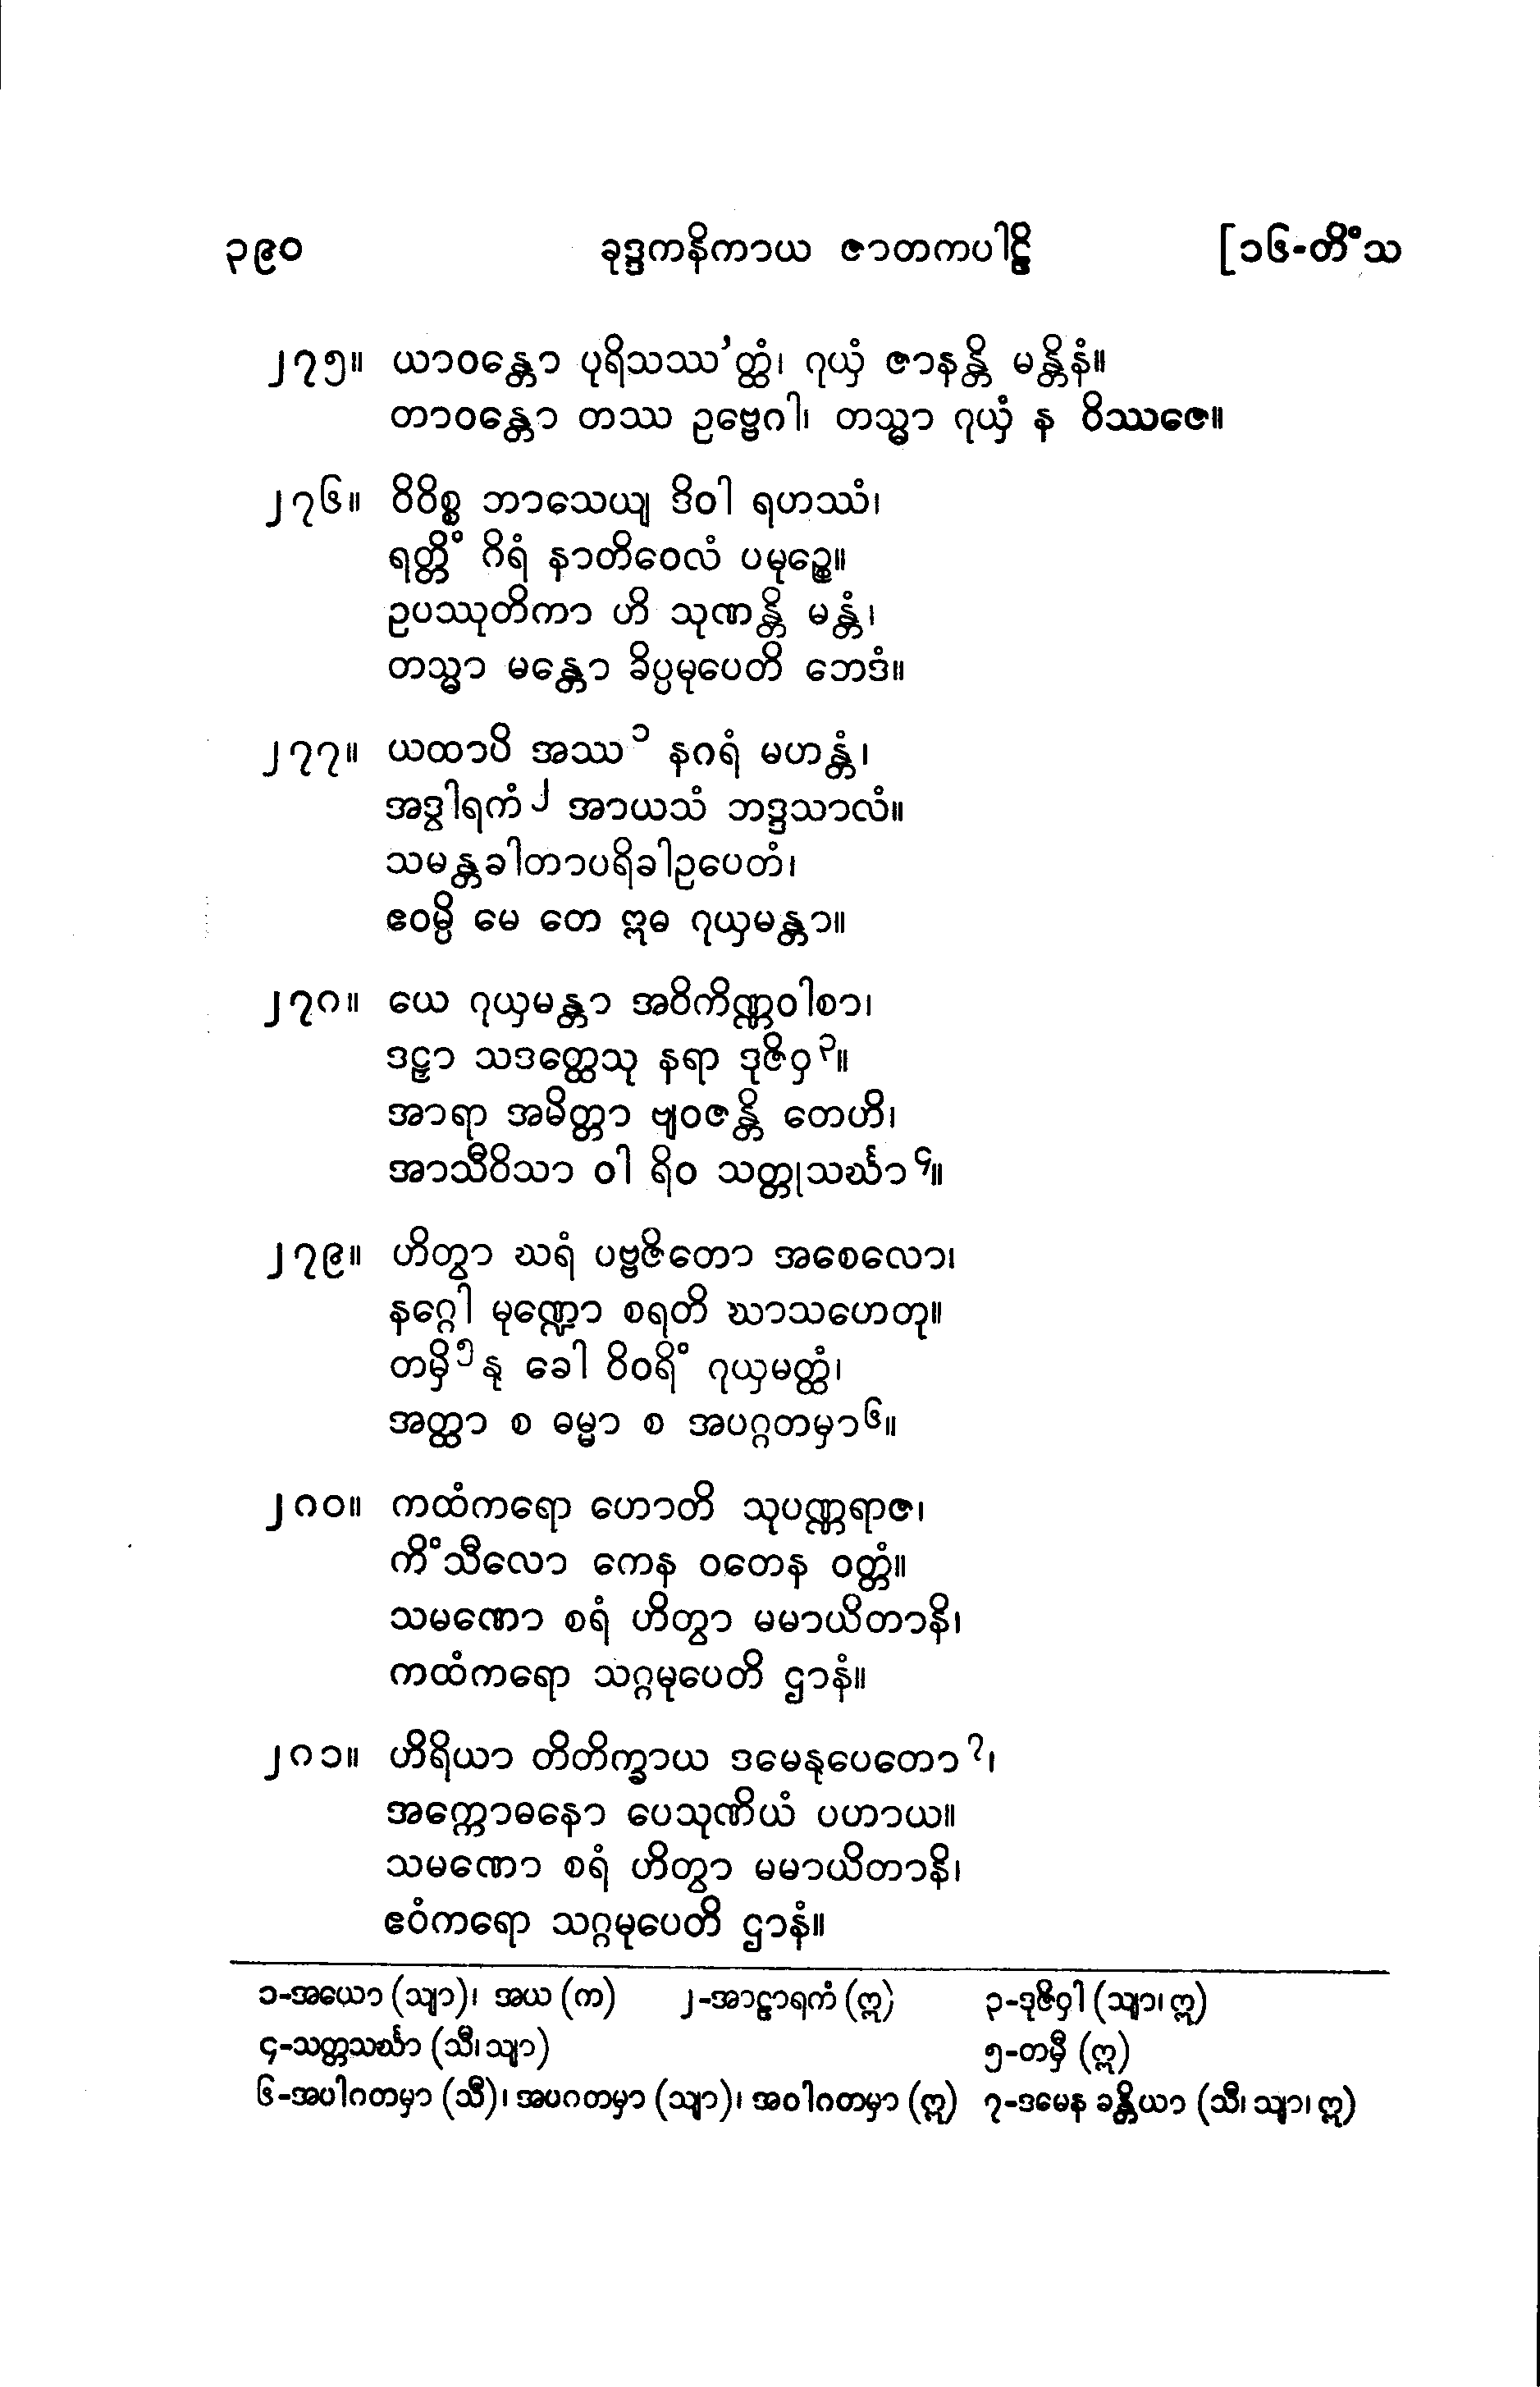 ၃၉၀ ခုဒ္ဒကနိကာယ ဇာတကပါဠိ [၁၆-တိံသ
၂၇၅။ ယာဝန္တော ပုရိသဿ’တ္ထံ၊ ဂုယှံ ဇာနန္တိ မန္တိနံ။
တာဝန္တော တဿ ဥဗ္ဗေဂါ၊ တသ္မာ ဂုယှံ န ဝိဿဇေ။
၂၇၆။ ဝိဝိစ္စ ဘာသေယျ ဒိဝါ ရဟဿံ၊
ရတ္တိံ ဂိရံ နာတိဝေလံ ပမုဉ္စေ။
ဥပဿုတိကာ ဟိ သုဏန္တိ မန္တံ၊
တသ္မာ မန္တော ခိပ္ပမုပေတိ ဘေဒံ။
၂၇၇။ ယထာပိ အဿ ၁ နဂရံ မဟန္တံ၊
အဒွါရကံ ၂ အာယသံ ဘဒ္ဒသာလံ။
သမန္တခါတာပရိခါဥပေတံ၊
ဧဝမ္ပိ မေ တေ ဣဓ ဂုယှမန္တာ။
၂၇၈။ ယေ ဂုယှမန္တာ အဝိကိဏ္ဏဝါစာ၊
ဒဠှာ သဒတ္ထေသု နရာ ဒုဇိဝှ ၃။
အာရာ အမိတ္တာ ဗျဝဇန္တိ တေဟိ၊
အာသီဝိသာ ဝါ ရိဝ သတ္တုသင်္ဃာ ၄။
၂၇၉။ ဟိတွာ ဃရံ ပဗ္ဗဇိတော အစေလော၊
နဂ္ဂေါ မုဏ္ဍော စရတိ ဃာသဟေတု။
တမှိ ၅ နု ခေါ ဝိဝရိံ ဂုယှမတ္ထံ၊
အတ္ထာ စ ဓမ္မာ စ အပဂ္ဂတမှာ ၆။
၂၈၀။ ကထံကရော ဟောတိ သုပဏ္ဏရာဇ၊
ကိံသီလော ကေန ဝတေန ဝတ္တံ။
သမဏော စရံ ဟိတွာ မမာယိတာနိ၊
ကထံကရော သဂ္ဂမုပေတိ ဌာနံ။
၂၈၁။ ဟိရိယာ တိတိက္ခာယ ဒမေနုပေတော ၇၊
အက္ကောဓနော ပေသုဏိယံ ပဟာယ။
သမဏော စရံ ဟိတွာ မမာယိတာနိ၊
ဧဝံကရော သဂ္ဂမုပေတိ ဌာနံ။
၁-အယော (သျာ)၊ အယ (က) ၂-အာဠာရကံ (ဣ) ၃-ဒုဇိဝှါ (သျာ၊ ဣ)
၄-သတ္တသင်္ဃာ (သီ၊ သျာ) ၅-တမှီ (ဣ)
၆-အပါဂတမှာ (သီ)၊ အပဂတမှာ (သျာ)၊ အဝါဂတမှာ (ဣ) ၇-ဒမေန ခန္တိယာ (သီ၊ သျာ၊ ဣ)